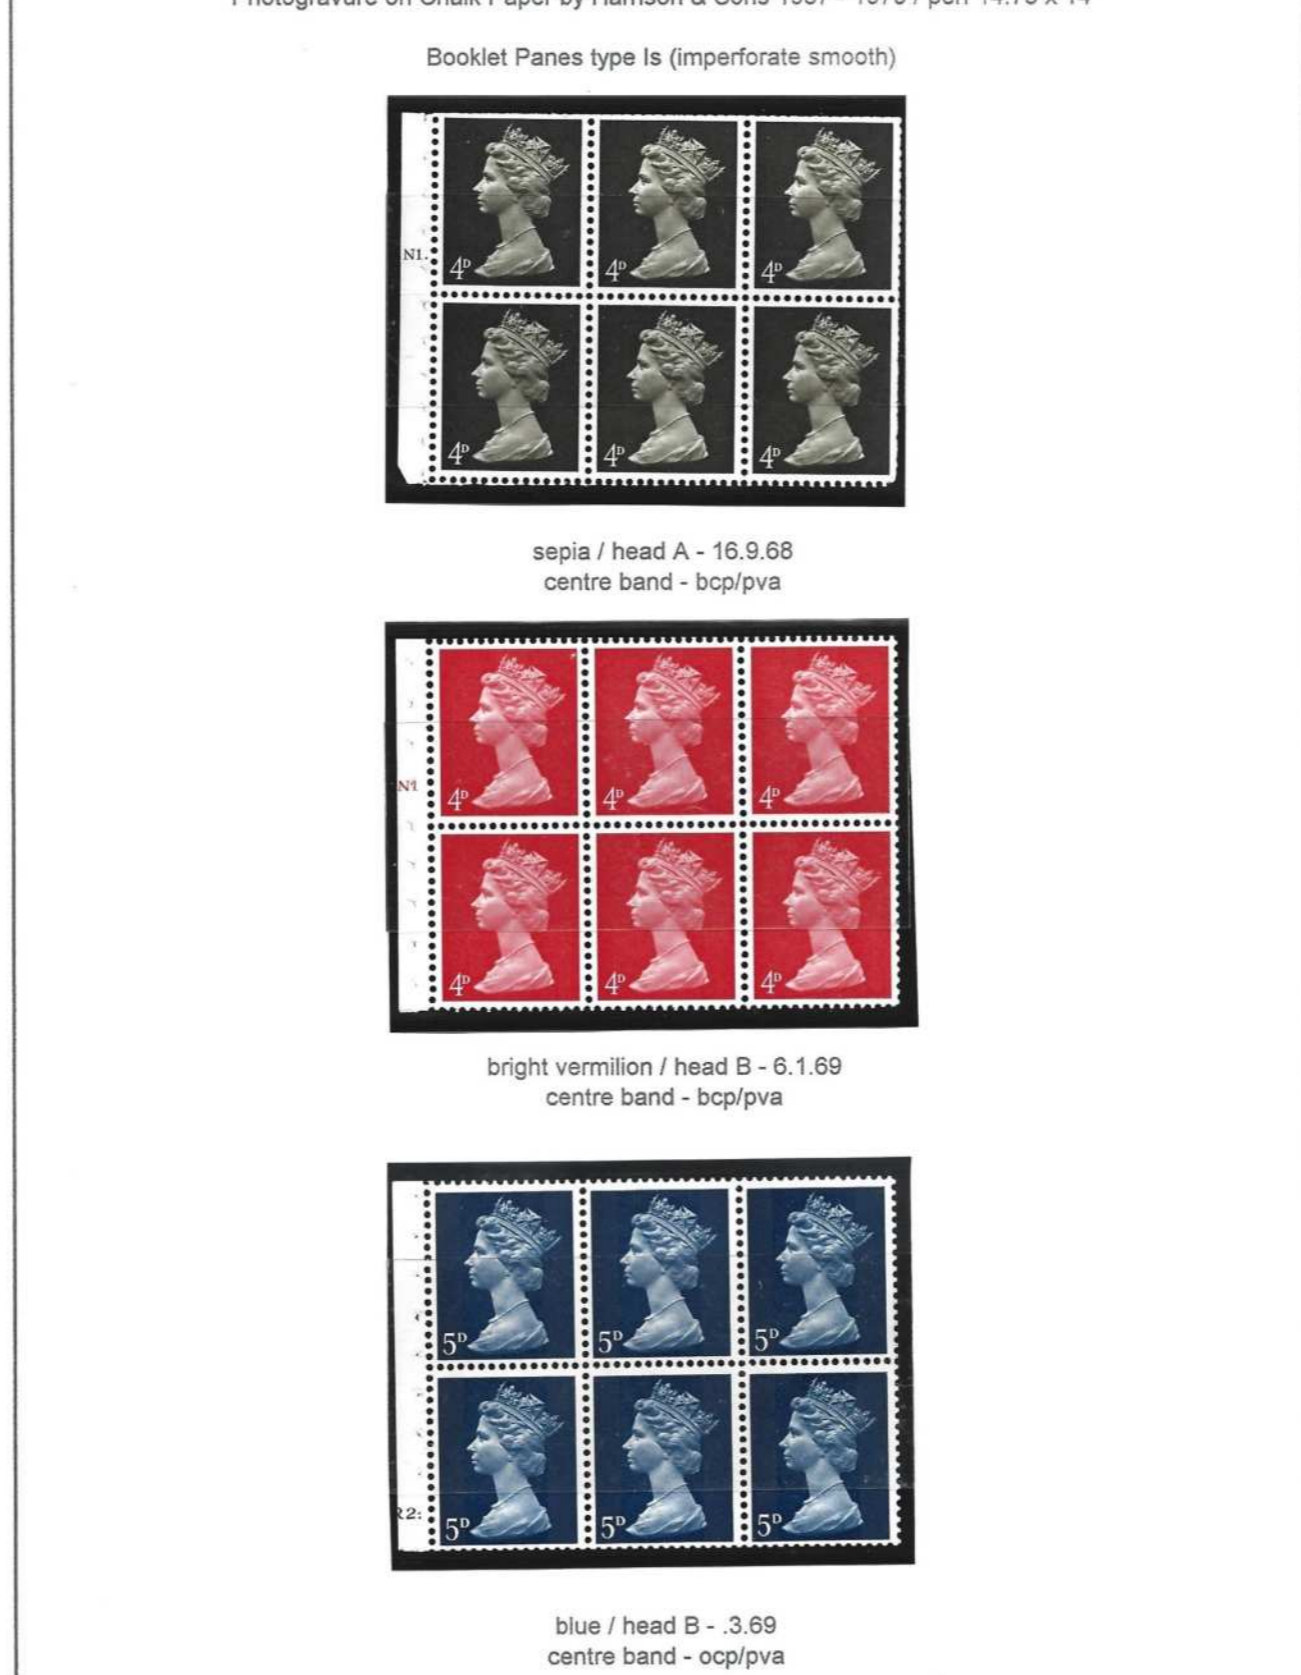 Booklet Panes type Is (imperforate smooth)
N1.
4D 4D 4D
4D 4D 4D
sepia / head A - 16.9.68
centre band - bcp/pva
N1
4D 4D 4D
4D 4D 4D
bright vermilion / head B - 6.1.69
centre band - bcp/pva
5D 5D 5D
R2:
5D 5D 5D
blue / head B - .3.69
centre band - ocp/pva